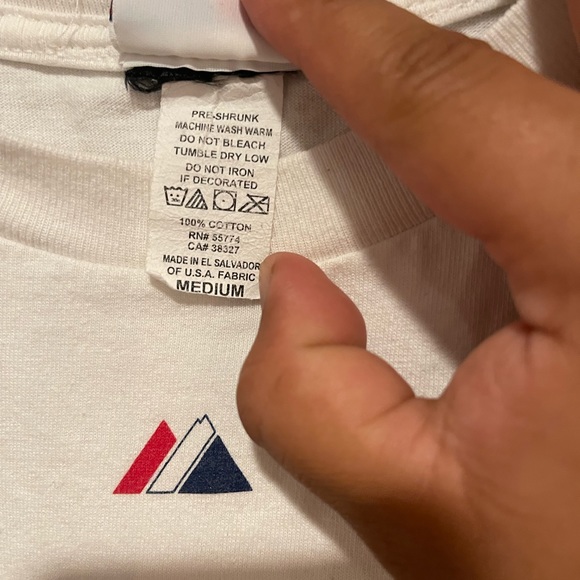 PRE-SHRUNK
MACHINE WASH WARM
DO NOT BLEACH
TUMBLE DRY LOW
DO NOT IRON
IF DECORATED
100% COTTON
RN# 55774
CA# 38327
MADE IN EL SALVADOR
OF U.S.A. FABRIC
MEDIUM